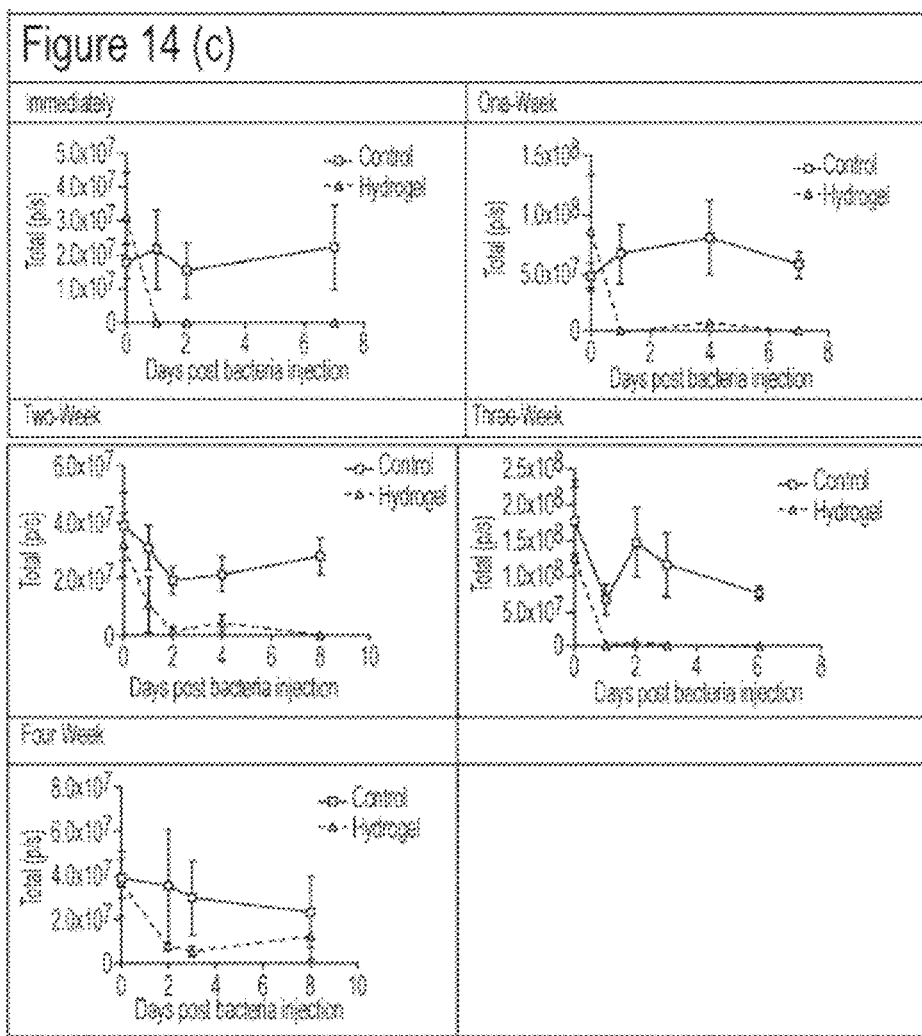 Figure 14 (c)
Immediately
One-Week
5.0x10⁷
4.0x10⁷
3.0x10⁷
2.0x10⁷
1.0x10⁷
0
Total (p/s)
Control
Hydrogel
0 2 4 6 8
Days post bacteria injection
1.5x10⁸
1.0x10⁸
5.0x10⁷
0
Total (p/s)
Control
Hydrogel
0 2 4 6 8
Days post bacteria injection
Two-Week
Three-Week
6.0x10⁷
4.0x10⁷
2.0x10⁷
0
Total (p/s)
Control
Hydrogel
0 2 4 6 8 10
Days post bacteria injection
2.5x10⁸
2.0x10⁸
1.5x10⁸
1.0x10⁸
5.0x10⁷
0
Total (p/s)
Control
Hydrogel
0 2 4 6 8
Days post bacteria injection
Four Week
8.0x10⁷
6.0x10⁷
4.0x10⁷
2.0x10⁷
0
Total (p/s)
Control
Hydrogel
0 2 4 6 8 10
Days post bacteria injection